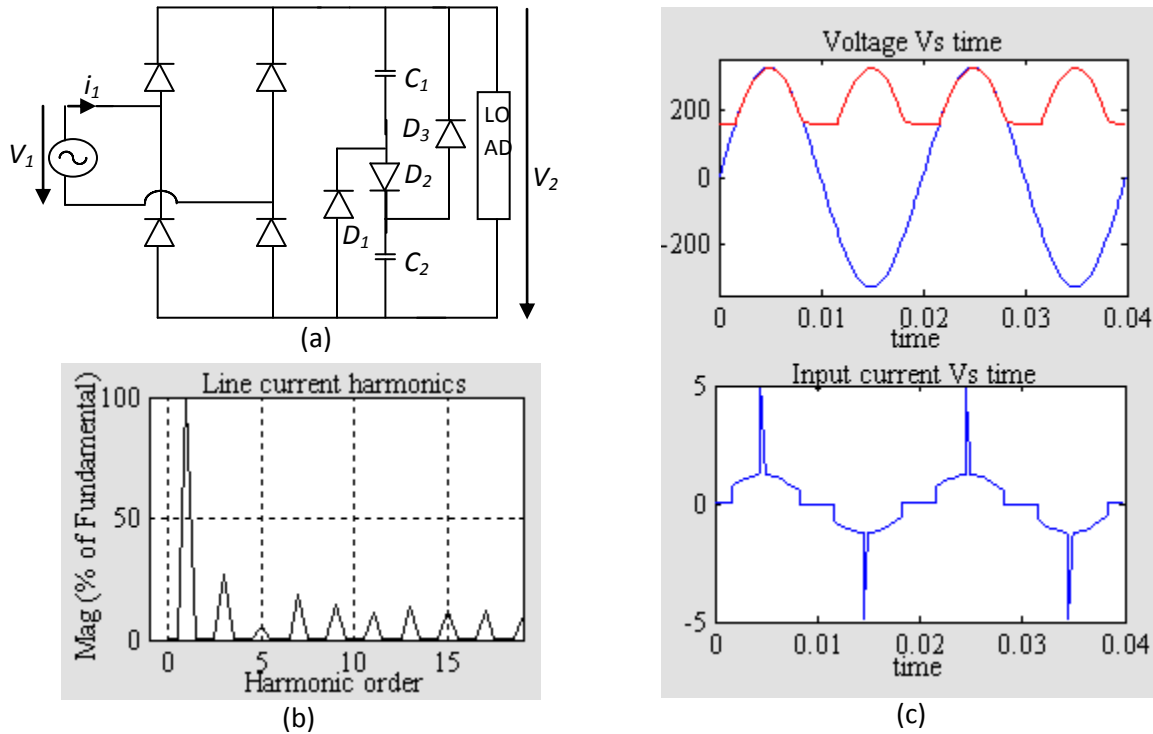 i1
V1
C1
D3
D2
D1
C2
LO
AD
V2
(a)
Line current harmonics
Mag (% of Fundamental)
100
50
0
0 5 10 15
Harmonic order
(b)
Voltage Vs time
200
0
-200
0 0.01 0.02 0.03 0.04
time
Input current Vs time
5
0
-5
0 0.01 0.02 0.03 0.04
time
(c)